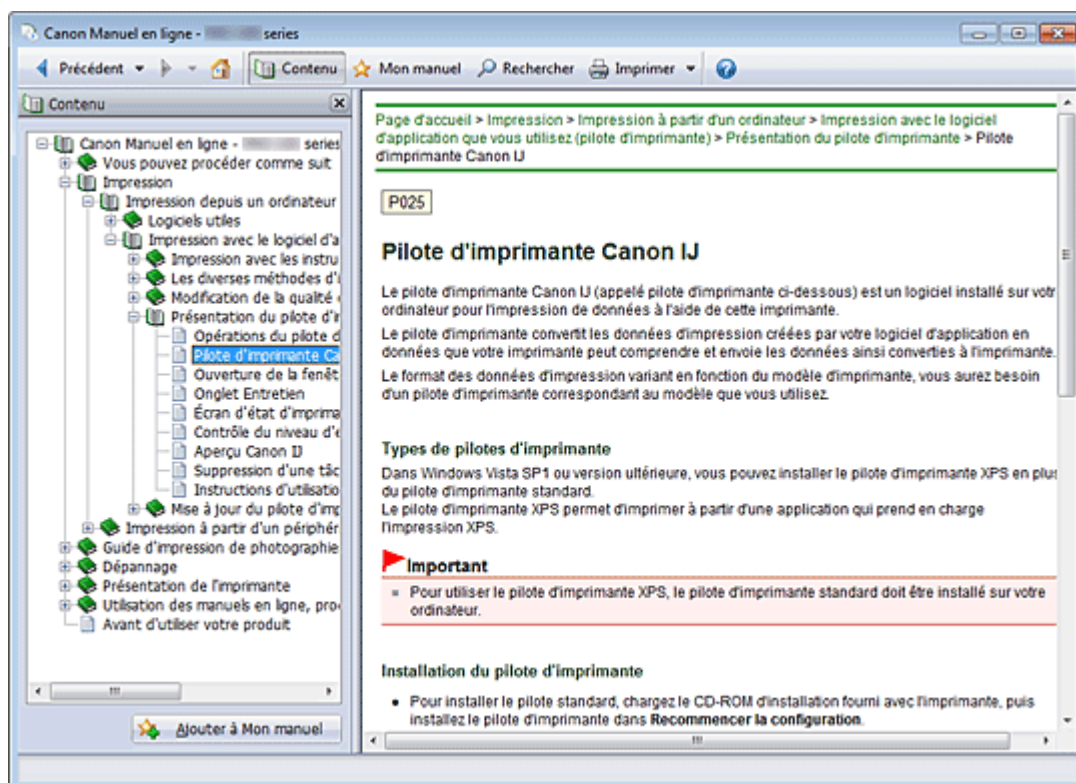 Canon Manuel en ligne - series
Précédent
Contenu
Mon manuel
Rechercher
Imprimer
Contenu
Canon Manuel en ligne - series
Vous pouvez procéder comme suit
Impression
Impression depuis un ordinateur
Logiciels utiles
Impression avec le logiciel d'a
Impression avec les instru
Les diverses méthodes d'i
Modification de la qualité
Présentation du pilote d'i
Opérations du pilote d
Pilote d'imprimante Ca
Ouverture de la fenêt
Onglet Entretien
Écran d'état d'imprima
Contrôle du niveau d'e
Aperçu Canon IJ
Suppression d'une tâc
Instructions d'utilisatio
Mise à jour du pilote d'imp
Impression à partir d'un périphér
Guide d'impression de photographie
Dépannage
Présentation de l'imprimante
Utilisation des manuels en ligne, pro
Avant d'utiliser votre produit
Ajouter à Mon manuel
Page d'accueil > Impression > Impression à partir d'un ordinateur > Impression avec le logiciel
d'application que vous utilisez (pilote d'imprimante) > Présentation du pilote d'imprimante > Pilote
d'imprimante Canon IJ
P025
Pilote d'imprimante Canon IJ
Le pilote d'imprimante Canon IJ (appelé pilote d'imprimante ci-dessous) est un logiciel installé sur votr
ordinateur pour l'impression de données à l'aide de cette imprimante.
Le pilote d'imprimante convertit les données d'impression créées par votre logiciel d'application en
données que votre imprimante peut comprendre et envoie les données ainsi converties à l'imprimante.
Le format des données d'impression variant en fonction du modèle d'imprimante, vous aurez besoin
d'un pilote d'imprimante correspondant au modèle que vous utilisez.
Types de pilotes d'imprimante
Dans Windows Vista SP1 ou version ultérieure, vous pouvez installer le pilote d'imprimante XPS en plus
du pilote d'imprimante standard.
Le pilote d'imprimante XPS permet d'imprimer à partir d'une application qui prend en charge
l'impression XPS.
Important
Pour utiliser le pilote d'imprimante XPS, le pilote d'imprimante standard doit être installé sur votre
ordinateur.
Installation du pilote d'imprimante
Pour installer le pilote standard, chargez le CD-ROM d'installation fourni avec l'imprimante, puis
installez le pilote d'imprimante dans Recommencer la configuration.